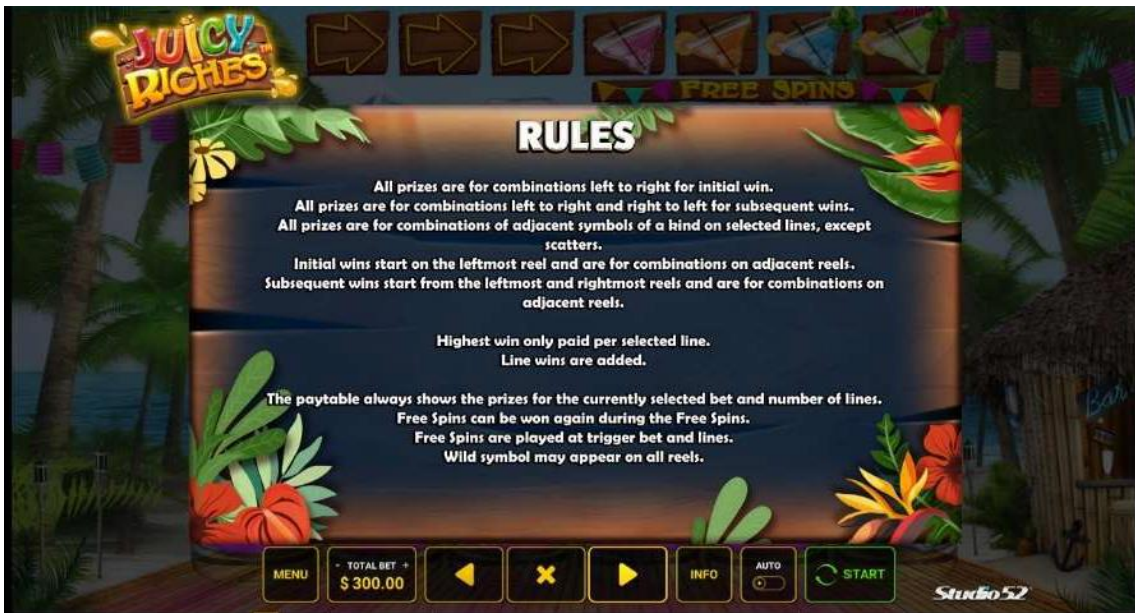 JUICY
RICHES
FREE SPINS
RULES
All prizes are for combinations left to right for initial win.
All prizes are for combinations left to right and right to left for subsequent wins.
All prizes are for combinations of adjacent symbols of a kind on selected lines, except
scatters.
Initial wins start on the leftmost reel and are for combinations on adjacent reels.
Subsequent wins start from the leftmost and rightmost reels and are for combinations on
adjacent reels.
Highest win only paid per selected line.
Line wins are added.
The paytable always shows the prizes for the currently selected bet and number of lines.
Free Spins can be won again during the Free Spins.
Free Spins are played at trigger bet and lines.
Wild symbol may appear on all reels.
Bar
MENU
- TOTAL BET +
$ 300.00
INFO
AUTO
START
Studio 52